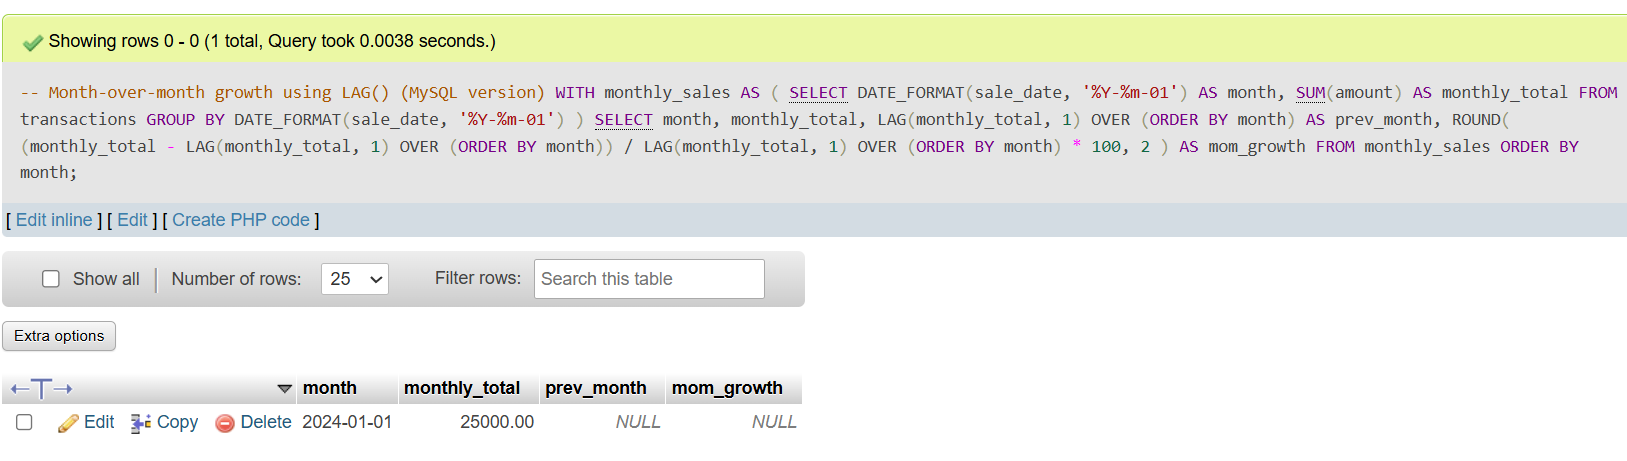 Showing rows 0 - 0 (1 total, Query took 0.0038 seconds.)
-- Month-over-month growth using LAG() (MySQL version) WITH monthly_sales AS ( SELECT DATE_FORMAT(sale_date, '%Y-%m-01') AS month, SUM(amount) AS monthly_total FROM
transactions GROUP BY DATE_FORMAT(sale_date, '%Y-%m-01') ) SELECT month, monthly_total, LAG(monthly_total, 1) OVER (ORDER BY month) AS prev_month, ROUND(
(monthly_total - LAG(monthly_total, 1) OVER (ORDER BY month)) / LAG(monthly_total, 1) OVER (ORDER BY month) * 100, 2 ) AS mom_growth FROM monthly_sales ORDER BY
month;
[ Edit inline ] [ Edit ] [ Create PHP code ]
Show all Number of rows: 25 Filter rows: Search this table
Extra options
month monthly_total prev_month mom_growth
Edit Copy Delete 2024-01-01 25000.00 NULL NULL